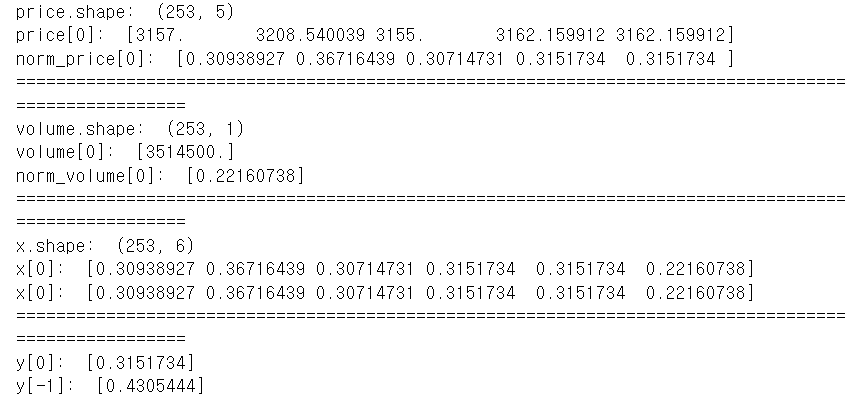 price.shape:  (253, 5)
price[0]:  [3157.       3208.540039 3155.       3162.159912 3162.159912]
norm_price[0]:  [0.30938927 0.36716439 0.30714731 0.3151734  0.3151734 ]
===================================================================================
=================
volume.shape:  (253, 1)
volume[0]:  [3514500.]
norm_volume[0]:  [0.22160738]
===================================================================================
=================
x.shape:  (253, 6)
x[0]:  [0.30938927 0.36716439 0.30714731 0.3151734  0.3151734  0.22160738]
x[0]:  [0.30938927 0.36716439 0.30714731 0.3151734  0.3151734  0.22160738]
===================================================================================
=================
y[0]:  [0.3151734]
y[-1]:  [0.4305444]